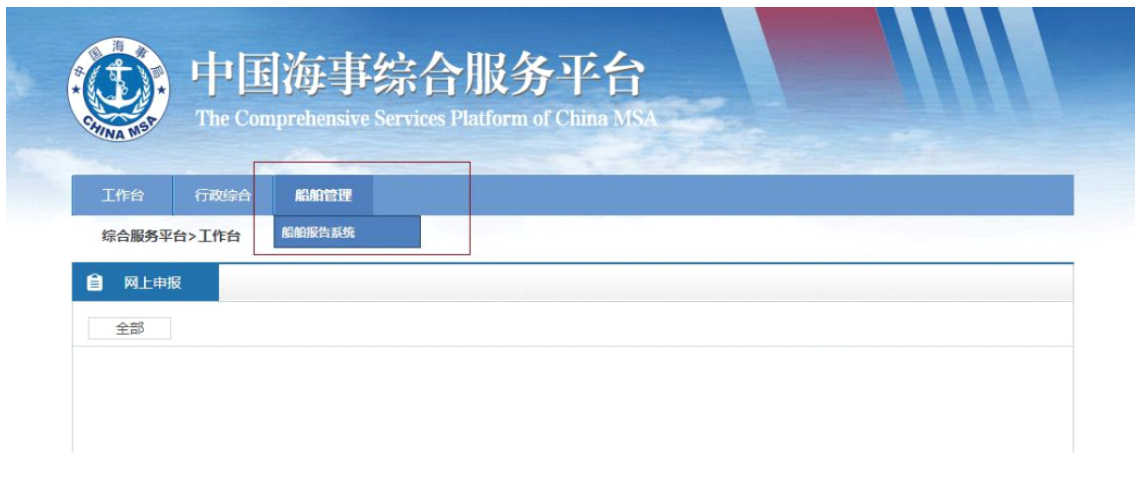 中国海事局
CHINA MSA
中国海事综合服务平台
The Comprehensive Services Platform of China MSA
工作台 行政综合 船舶管理
综合服务平台>工作台 船舶报告系统
网上申报
全部